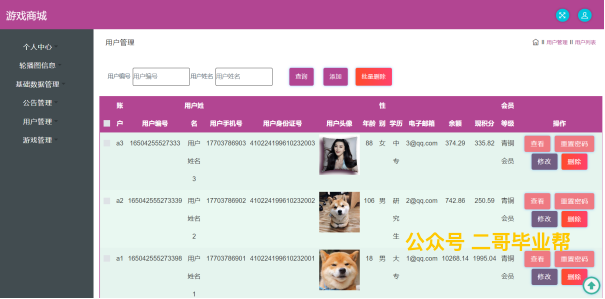 游戏商城
个人中心
轮播图信息
基础数据管理
公告管理
用户管理
游戏管理
用户管理
用户管理 用户列表
用户编号 用户编号 用户姓名 用户姓名 查询 添加 批量删除
账户 用户编号 用户姓名 用户手机号 用户身份证号 用户头像 年龄 性别 学历 电子邮箱 余额 现积分 会员等级 操作
a3 16504255527333 用户姓名3 17703786903 410224199610232003 88 女 中专 3@qq.com 374.29 335.82 青铜会员 查看 重置密码 修改 删除
a2 165042555273339 用户姓名2 17703786902 410224199610232002 106 男 研究生 2@qq.com 742.86 250.59 青铜会员 查看 重置密码 修改 删除
a1 165042555273398 用户姓名1 17703786901 410224199610232001 18 男 大专 1@qq.com 10268.14 1995.04 青铜会员 查看 重置密码 修改 删除
公众号 二哥毕业帮